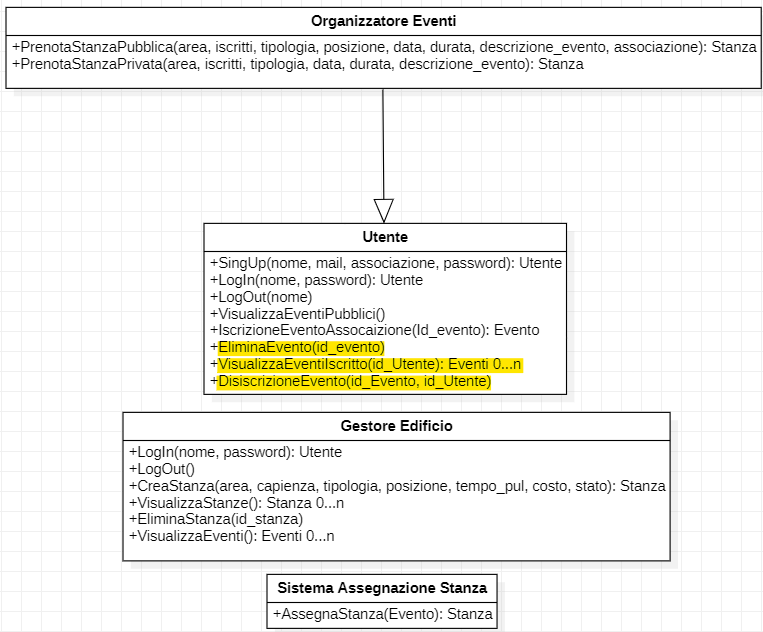 Organizzatore Eventi
+PrenotaStanzaPubblica(area, iscritti, tipologia, posizione, data, durata, descrizione_evento, associazione): Stanza
+PrenotaStanzaPrivata(area, iscritti, tipologia, data, durata, descrizione_evento): Stanza
Utente
+SingUp(nome, mail, associazione, password): Utente
+LogIn(nome, password): Utente
+LogOut(nome)
+VisualizzaEventiPubblici()
+IscrizioneEventoAssocaizione(Id_evento): Evento
+EliminaEvento(id_evento)
+VisualizzaEventiIscritto(id_Utente): Eventi 0...n
+DisiscrizioneEvento(id_Evento, id_Utente)
Gestore Edificio
+LogIn(nome, password): Utente
+LogOut()
+CreaStanza(area, capienza, tipologia, posizione, tempo_pul, costo, stato): Stanza
+VisualizzaStanze(): Stanza 0...n
+EliminaStanza(id_stanza)
+VisualizzaEventi(): Eventi 0...n
Sistema Assegnazione Stanza
+AssegnaStanza(Evento): Stanza